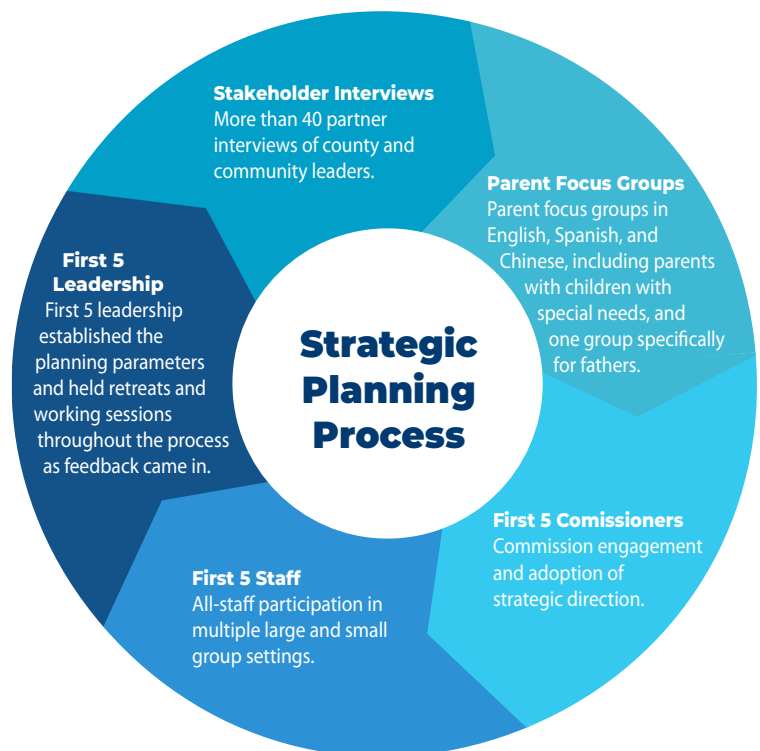 Strategic
Planning
Process
Stakeholder Interviews
More than 40 partner
interviews of county and
community leaders.
Parent Focus Groups
Parent focus groups in
English, Spanish, and
Chinese, including parents
with children with
special needs, and
one group specifically
for fathers.
First 5 Comissioners
Commission engagement
and adoption of
strategic direction.
First 5 Staff
All-staff participation in
multiple large and small
group settings.
First 5
Leadership
First 5 leadership
established the
planning parameters
and held retreats and
working sessions
throughout the process
as feedback came in.